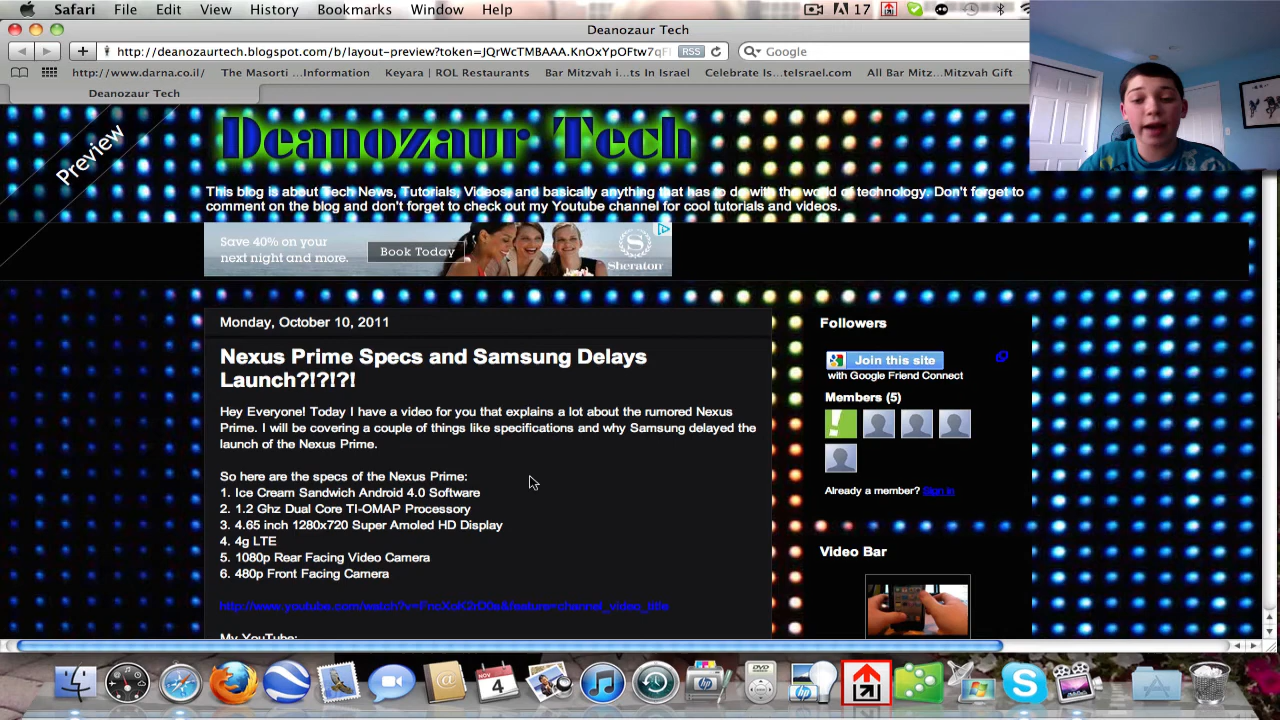 Safari File Edit View History Bookmarks Window Help 17
Deanozaur Tech
http://deanozaurtech.blogspot.com/b/layout-preview?token=JQrWcTMBAAA.KnOxYpOFtw7qFI RSS Google
http://www.darna.co.il/ The Masorti ...Information Keyara | ROL Restaurants Bar Mitzvah i...ts In Israel Celebrate Is...telsrael.com All Bar Mitz...Mitzvah Gift
Deanozaur Tech
Preview
Deanozaur Tech
This blog is about Tech News, Tutorials, Videos, and basically anything that has to do with the world of technology. Don't forget to
comment on the blog and don't forget to check out my Youtube channel for cool tutorials and videos.
Save 40% on your
next night and more.
Book Today
Sheraton
Monday, October 10, 2011
Nexus Prime Specs and Samsung Delays
Launch?!?!?!
Hey Everyone! Today I have a video for you that explains a lot about the rumored Nexus
Prime. I will be covering a couple of things like specifications and why Samsung delayed the
launch of the Nexus Prime.
So here are the specs of the Nexus Prime:
1. Ice Cream Sandwich Android 4.0 Software
2. 1.2 Ghz Dual Core TI-OMAP Processory
3. 4.65 inch 1280x720 Super Amoled HD Display
4. 4g LTE
5. 1080p Rear Facing Video Camera
6. 480p Front Facing Camera
My YouTube:
Followers
Join this site
with Google Friend Connect
Members (5)
Already a member? Sign in
Video Bar
NOV
4